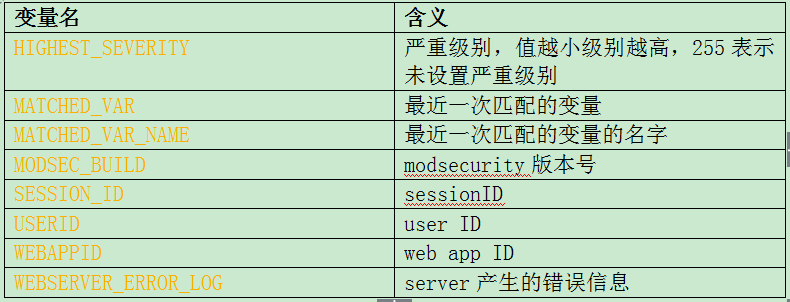 变量名 含义
HIGHEST_SEVERITY 严重级别，值越小级别越高，255 表示
未设置严重级别
MATCHED_VAR 最近一次匹配的变量
MATCHED_VAR_NAME 最近一次匹配的变量的名字
MODSEC_BUILD modsecurity 版本号
SESSION_ID sessionID
USERID user ID
WEBAPPID web app ID
WEBSERVER_ERROR_LOG server 产生的错误信息